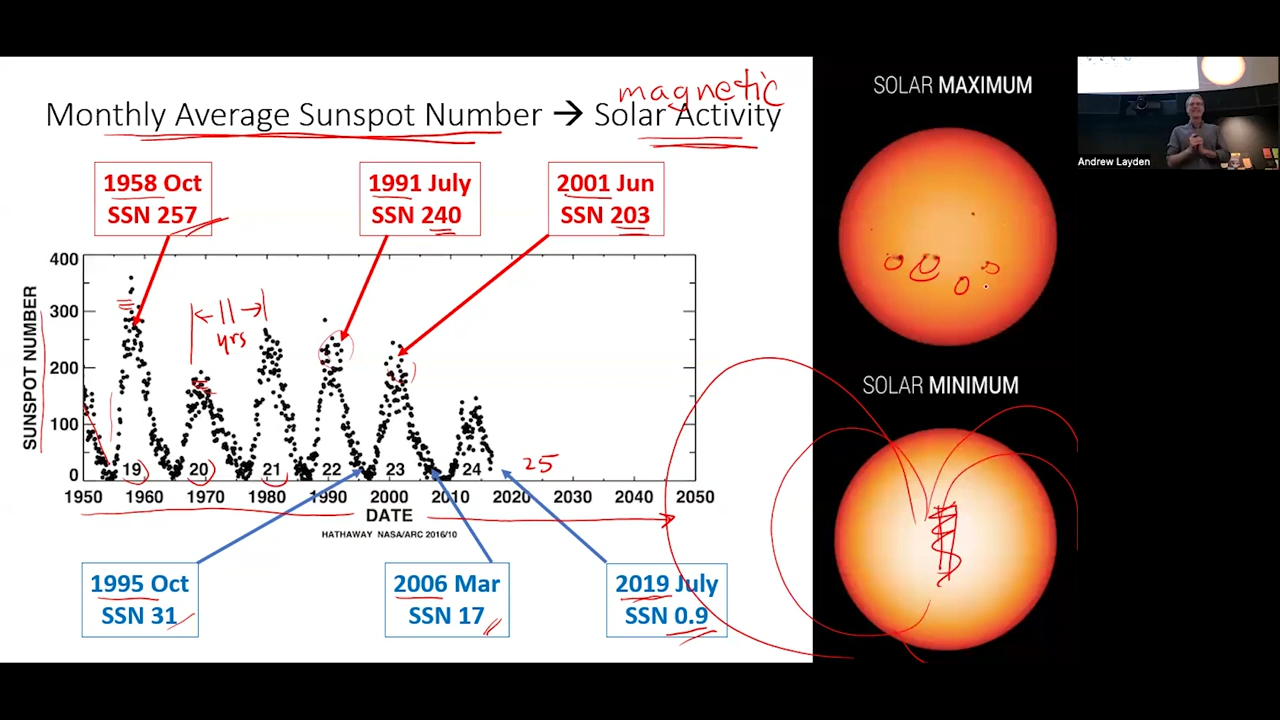 magnetic
Monthly Average Sunspot Number → Solar Activity
1958 Oct
SSN 257
1991 July
SSN 240
2001 Jun
SSN 203
SUNSPOT NUMBER
400
300
200
100
0
11
yrs
19 20 21 22 23 24 25
1950 1960 1970 1980 1990 2000 2010 2020 2030 2040 2050
DATE
HATHAWAY NASA/ARC 2016/10
1995 Oct
SSN 31
2006 Mar
SSN 17
2019 July
SSN 0.9
SOLAR MAXIMUM
SOLAR MINIMUM
Andrew Layden